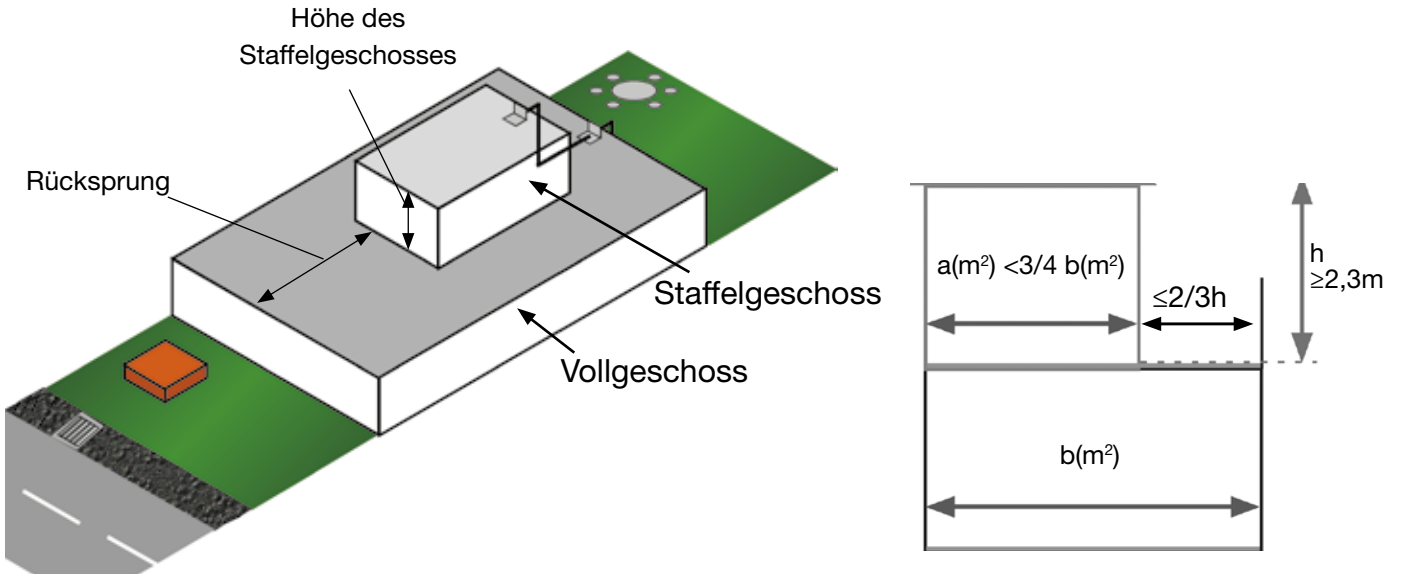 Höhe des
Staffelgeschosses
Rücksprung
Staffelgeschoss
Vollgeschoss
a(m²) <3/4 b(m²)
≤2/3h
h
≥2,3m
b(m²)